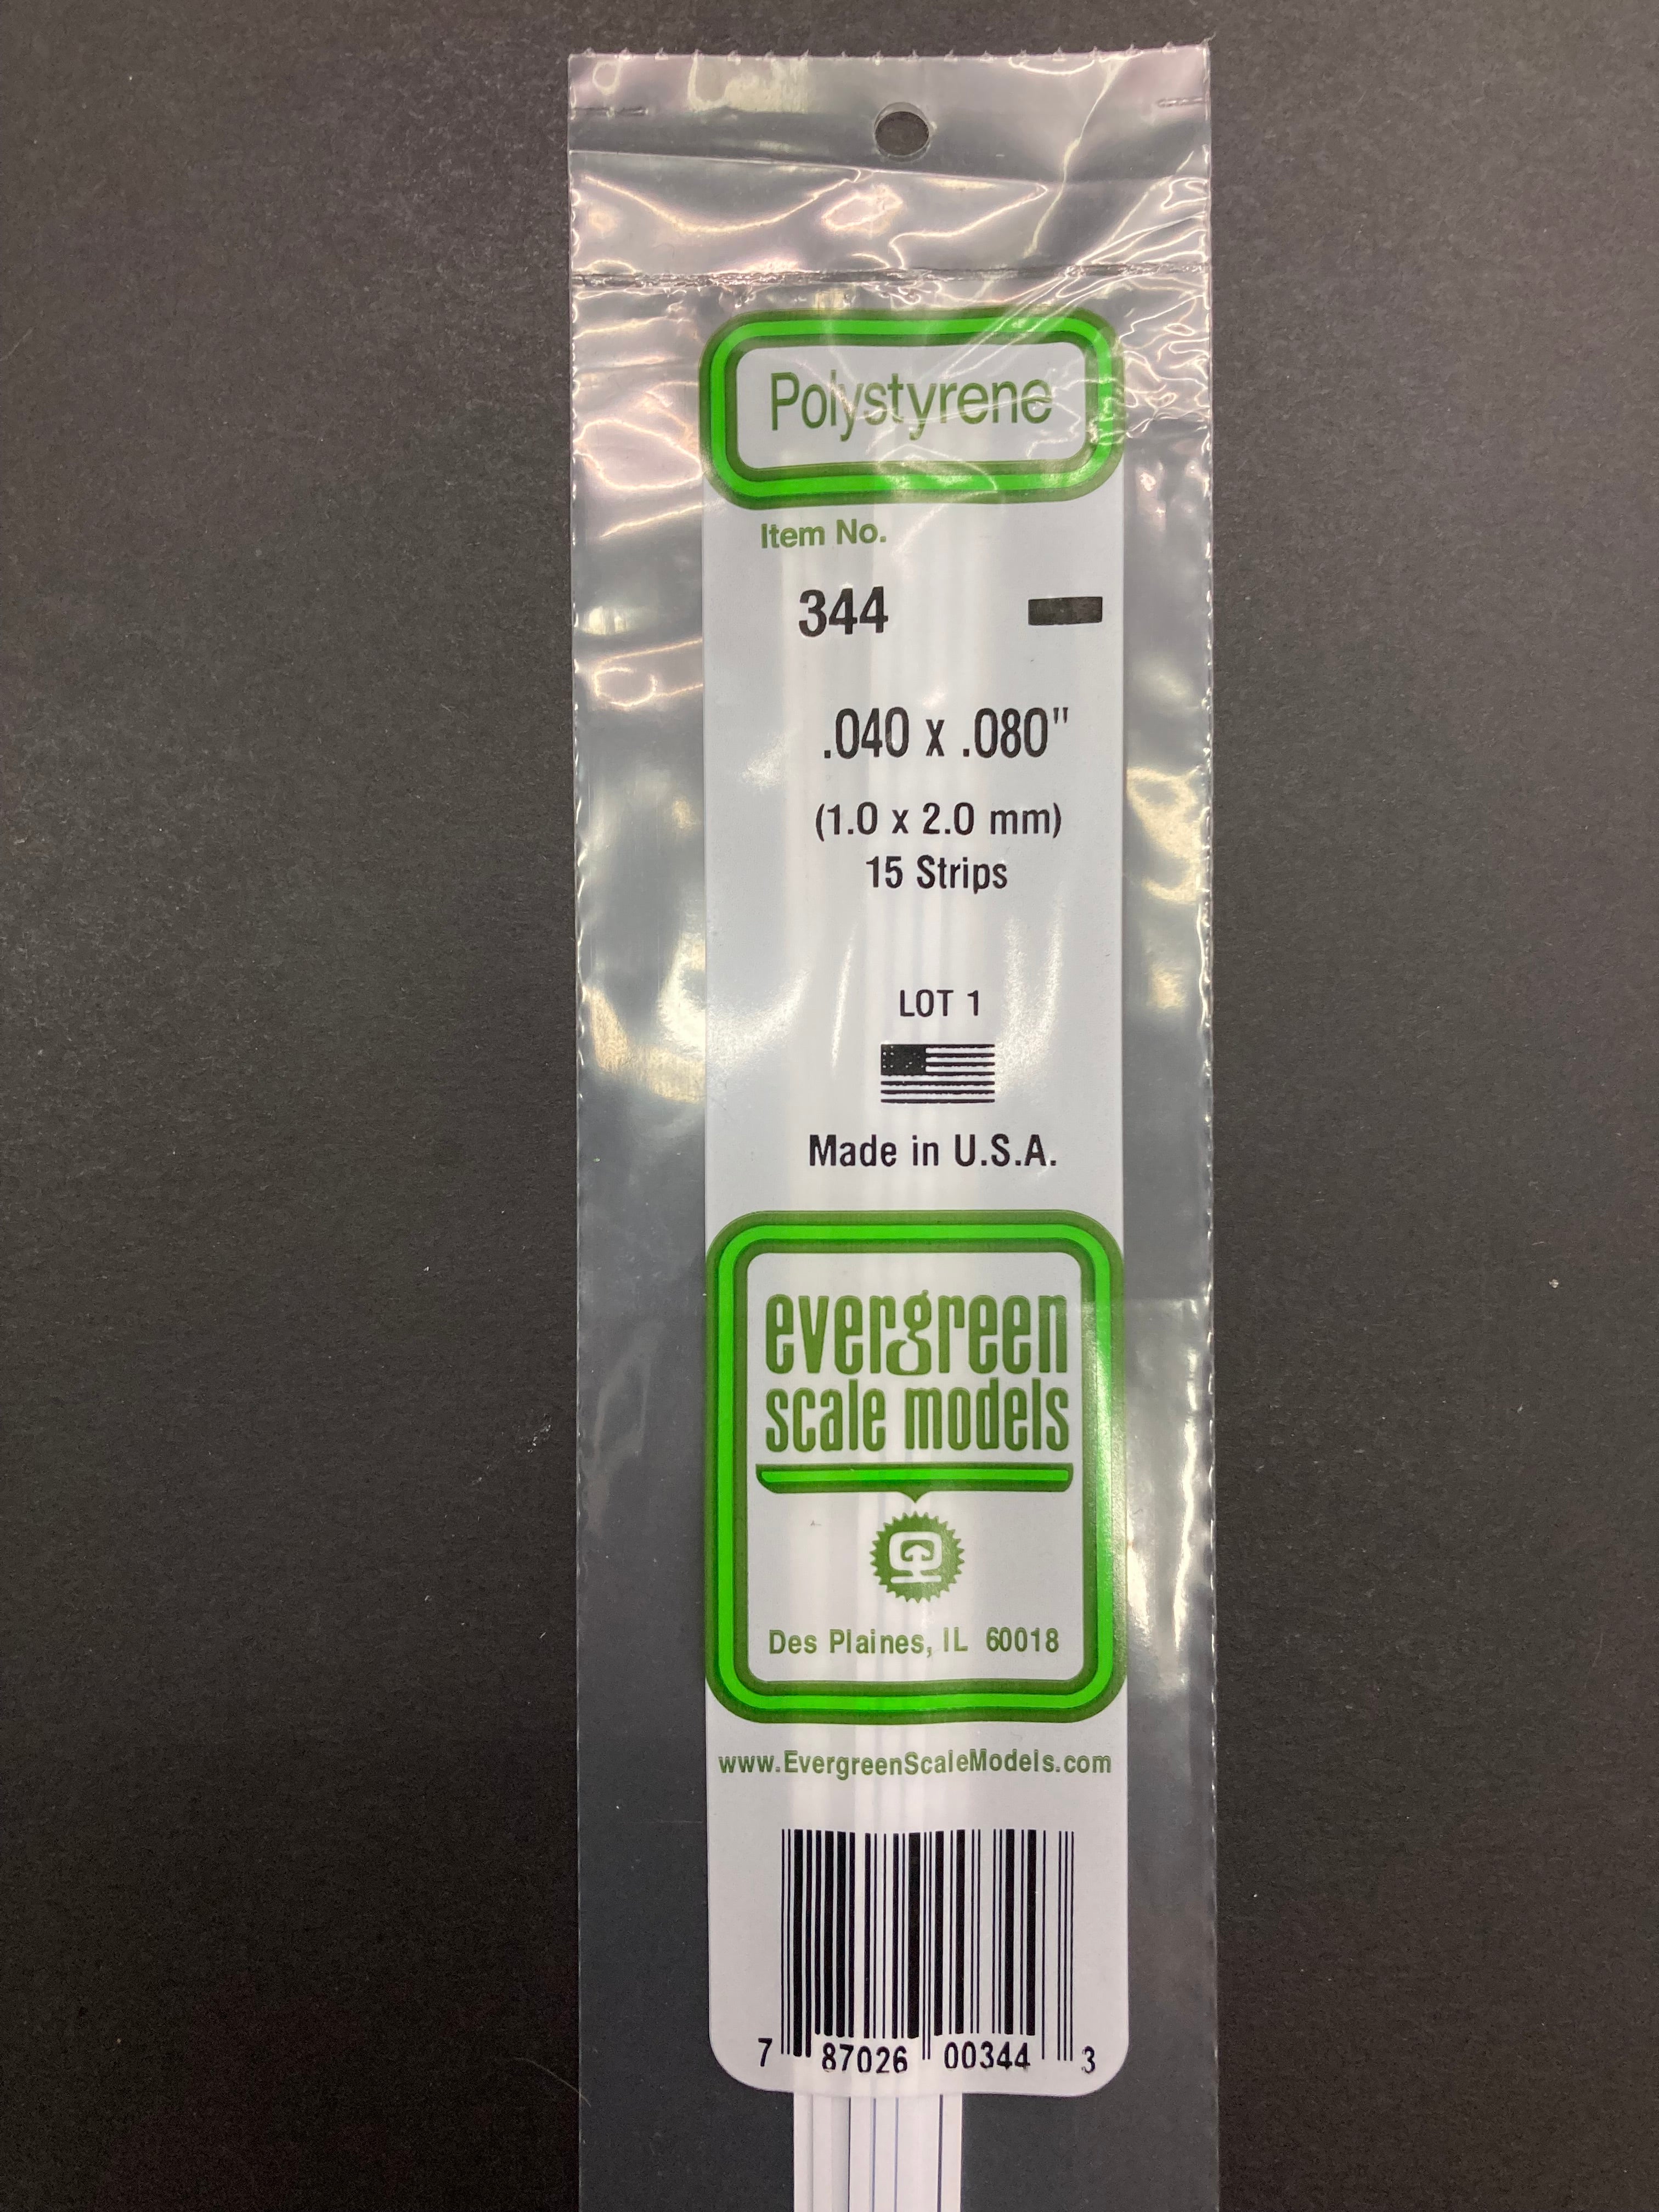 Polystyrene
Item No.
344
.040 x .080"
(1.0 x 2.0 mm)
15 Strips
LOT 1
Made in U.S.A.
evergreen
scale models
Des Plaines, IL 60018
www.EvergreenScaleModels.com
7 87026 00344 3